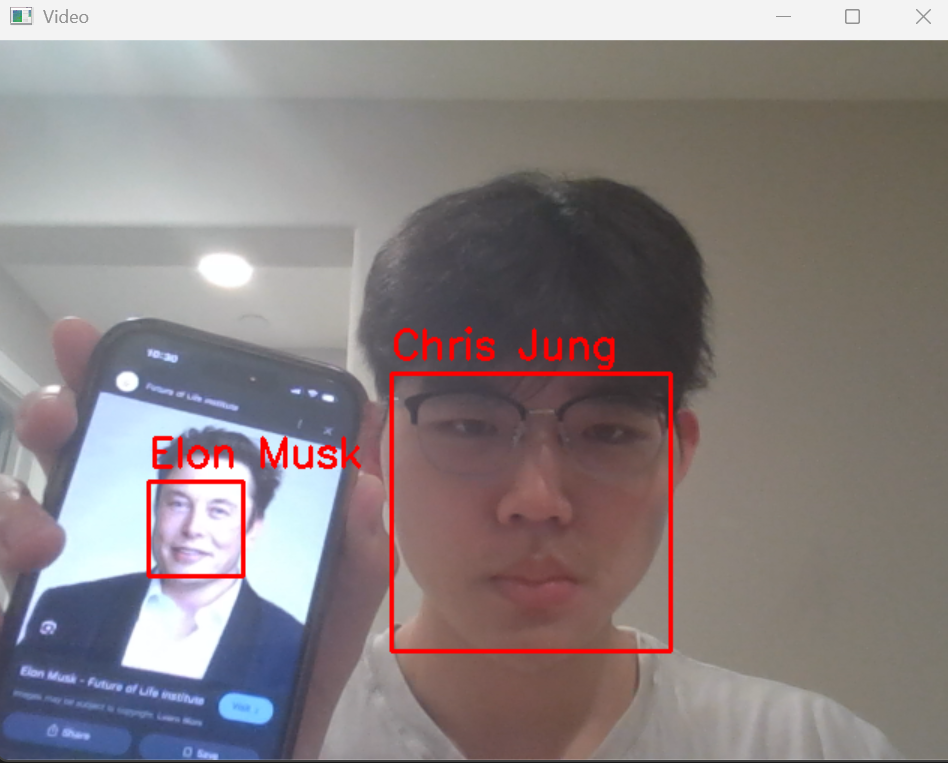 Video
Chris Jung
10:30
Future of Life Institute
Elon Musk
Elon Musk - Future of Life Institute
Images may be subject to copyright. Learn More
Visit >
Share
Save